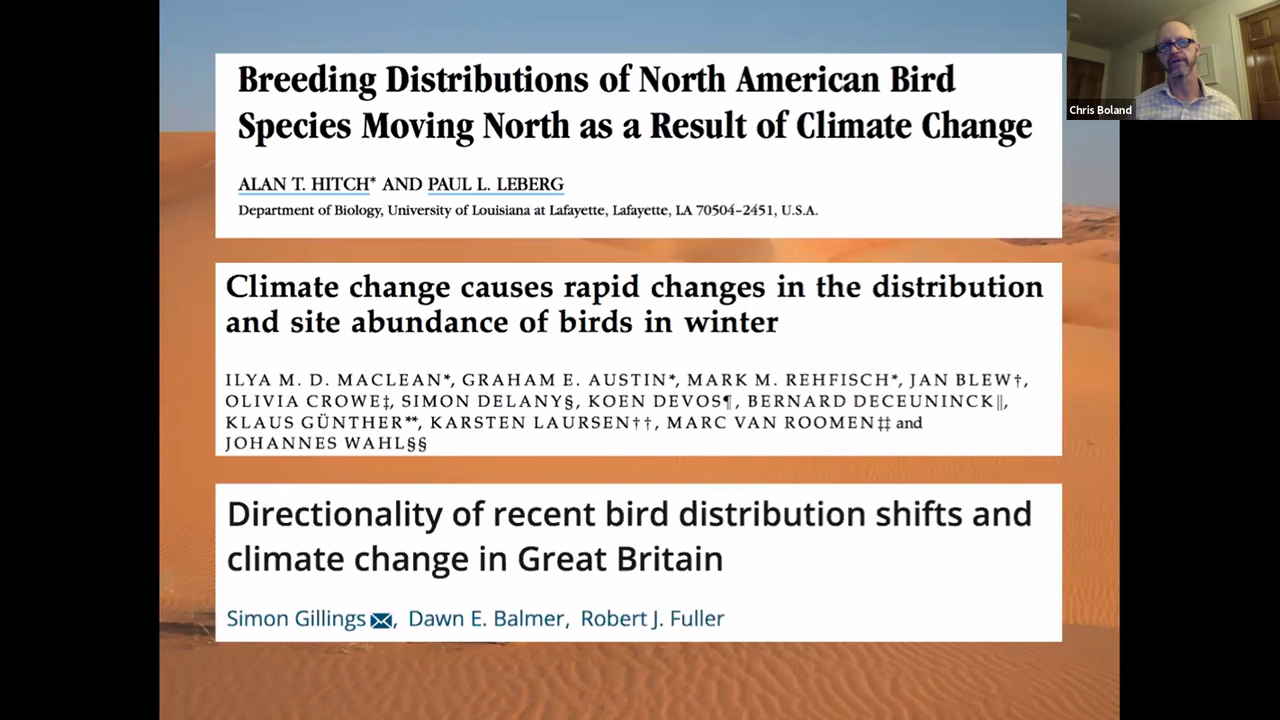 Breeding Distributions of North American Bird
Species Moving North as a Result of Climate Change
ALAN T. HITCH* AND PAUL L. LEBERG
Department of Biology, University of Louisiana at Lafayette, Lafayette, LA 70504–2451, U.S.A.
Chris Boland
Climate change causes rapid changes in the distribution
and site abundance of birds in winter
ILYA M. D. MACLEAN*, GRAHAM E. AUSTIN*, MARK M. REHFISCH*, JAN BLEW†,
OLIVIA CROWE‡, SIMON DELANY§, KOEN DEVOS¶, BERNARD DECEUNINCK∥,
KLAUS GÜNTHER**, KARSTEN LAURSEN††, MARC VAN ROOMEN‡‡ and
JOHANNES WAHL§§
Directionality of recent bird distribution shifts and
climate change in Great Britain
Simon Gillings, Dawn E. Balmer, Robert J. Fuller